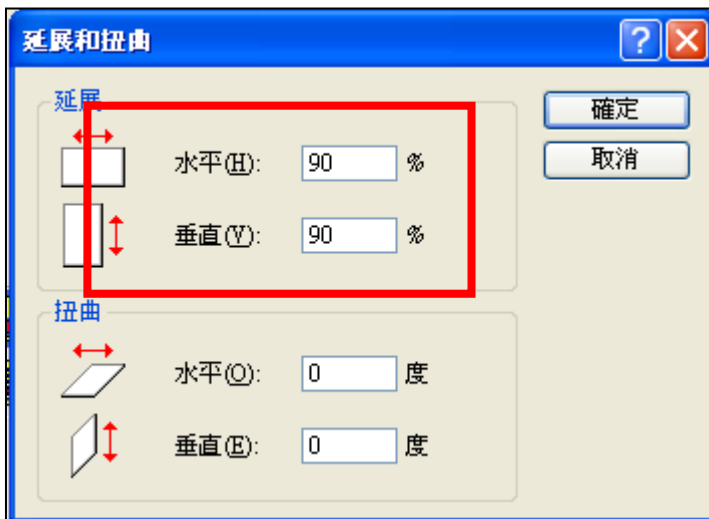 延展和扭曲
?
延展
水平(H): 90 %
垂直(V): 90 %
確定
取消
扭曲
水平(O): 0 度
垂直(E): 0 度